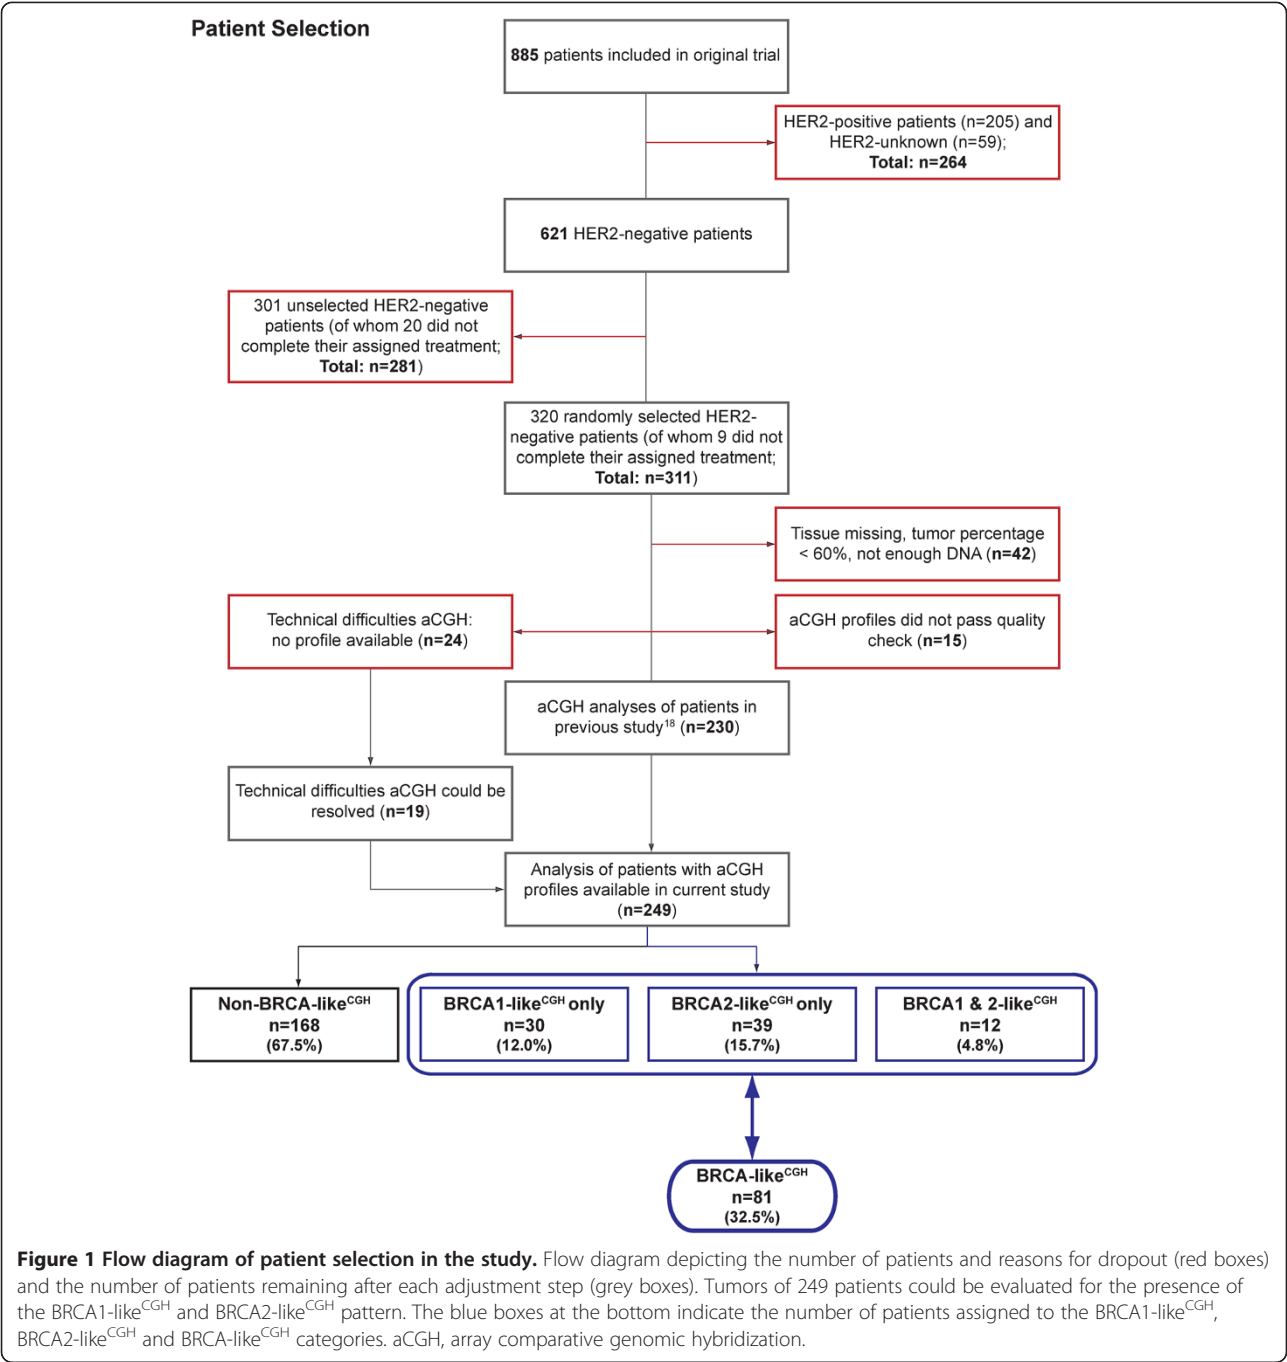 Patient Selection
885 patients included in original trial
HER2-positive patients (n=205) and
HER2-unknown (n=59);
Total: n=264
621 HER2-negative patients
301 unselected HER2-negative
patients (of whom 20 did not
complete their assigned treatment;
Total: n=281)
320 randomly selected HER2-
negative patients (of whom 9 did not
complete their assigned treatment;
Total: n=311)
Tissue missing, tumor percentage
< 60%, not enough DNA (n=42)
Technical difficulties aCGH:
no profile available (n=24)
aCGH profiles did not pass quality
check (n=15)
aCGH analyses of patients in
previous study18 (n=230)
Technical difficulties aCGH could be
resolved (n=19)
Analysis of patients with aCGH
profiles available in current study
(n=249)
Non-BRCA-likeCGH
n=168
(67.5%)
BRCA1-likeCGH only
n=30
(12.0%)
BRCA2-likeCGH only
n=39
(15.7%)
BRCA1 & 2-likeCGH
n=12
(4.8%)
BRCA-likeCGH
n=81
(32.5%)
Figure 1 Flow diagram of patient selection in the study. Flow diagram depicting the number of patients and reasons for dropout (red boxes)
and the number of patients remaining after each adjustment step (grey boxes). Tumors of 249 patients could be evaluated for the presence of
the BRCA1-likeCGH and BRCA2-likeCGH pattern. The blue boxes at the bottom indicate the number of patients assigned to the BRCA1-likeCGH,
BRCA2-likeCGH and BRCA-likeCGH categories. aCGH, array comparative genomic hybridization.